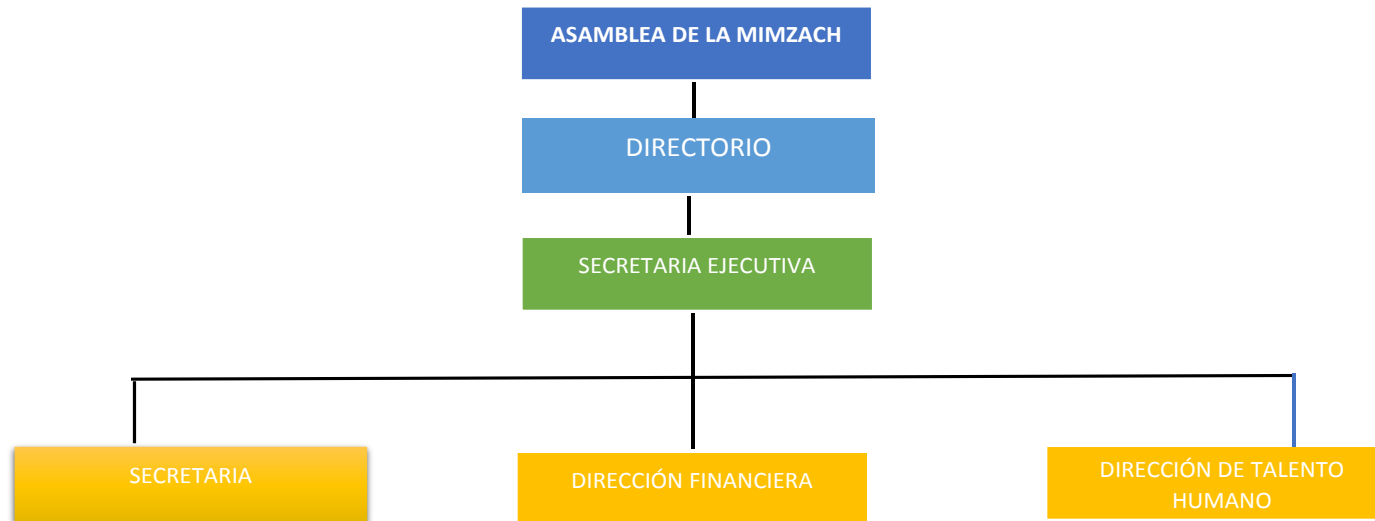 ASAMBLEA DE LA MIMZACH
DIRECTORIO
SECRETARIA EJECUTIVA
SECRETARIA
DIRECCIÓN FINANCIERA
DIRECCIÓN DE TALENTO
HUMANO